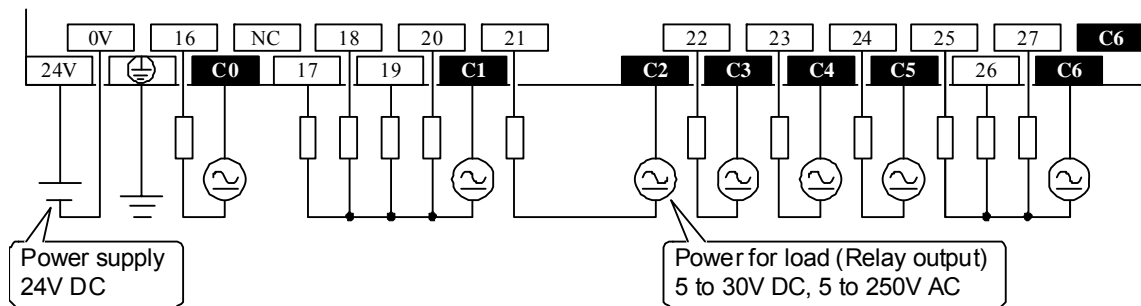 0V 16 NC 18 20 21 22 23 24 25 27 C6
24V C0 17 19 C1 C2 C3 C4 C5 26 C6
Power supply
24V DC
Power for load (Relay output)
5 to 30V DC, 5 to 250V AC